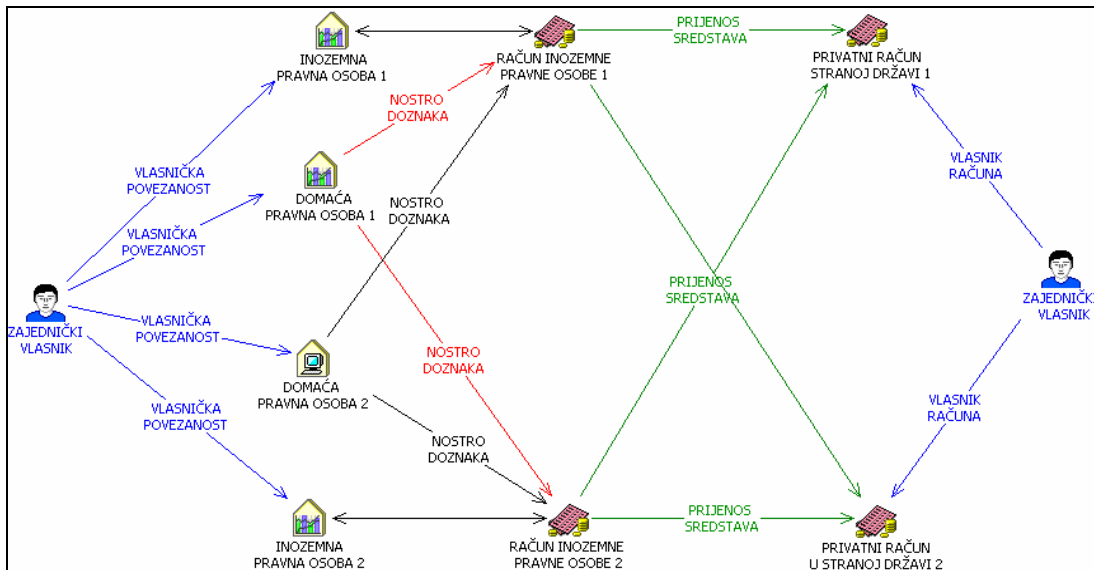 PRIJENOS
SREDSTAVA
INOZEMNA
PRAVNA OSOBA 1
RAČUN INOZEMNE
PRAVNE OSOBE 1
PRIVATNI RAČUN
STRANOJ DRŽAVI 1
NOSTRO
DOZNAKA
VLASNIČKA
POVEZANOST
VLASNIK
RAČUNA
DOMAĆA
PRAVNA OSOBA 1
NOSTRO
DOZNAKA
VLASNIČKA
POVEZANOST
PRIJENOS
SREDSTAVA
ZAJEDNIČKI
VLASNIK
ZAJEDNIČKI
VLASNIK
VLASNIČKA
POVEZANOST
NOSTRO
DOZNAKA
DOMAĆA
PRAVNA OSOBA 2
VLASNIČKA
POVEZANOST
VLASNIK
RAČUNA
NOSTRO
DOZNAKA
PRIJENOS
SREDSTAVA
INOZEMNA
PRAVNA OSOBA 2
RAČUN INOZEMNE
PRAVNE OSOBE 2
PRIVATNI RAČUN
U STRANOJ DRŽAVI 2